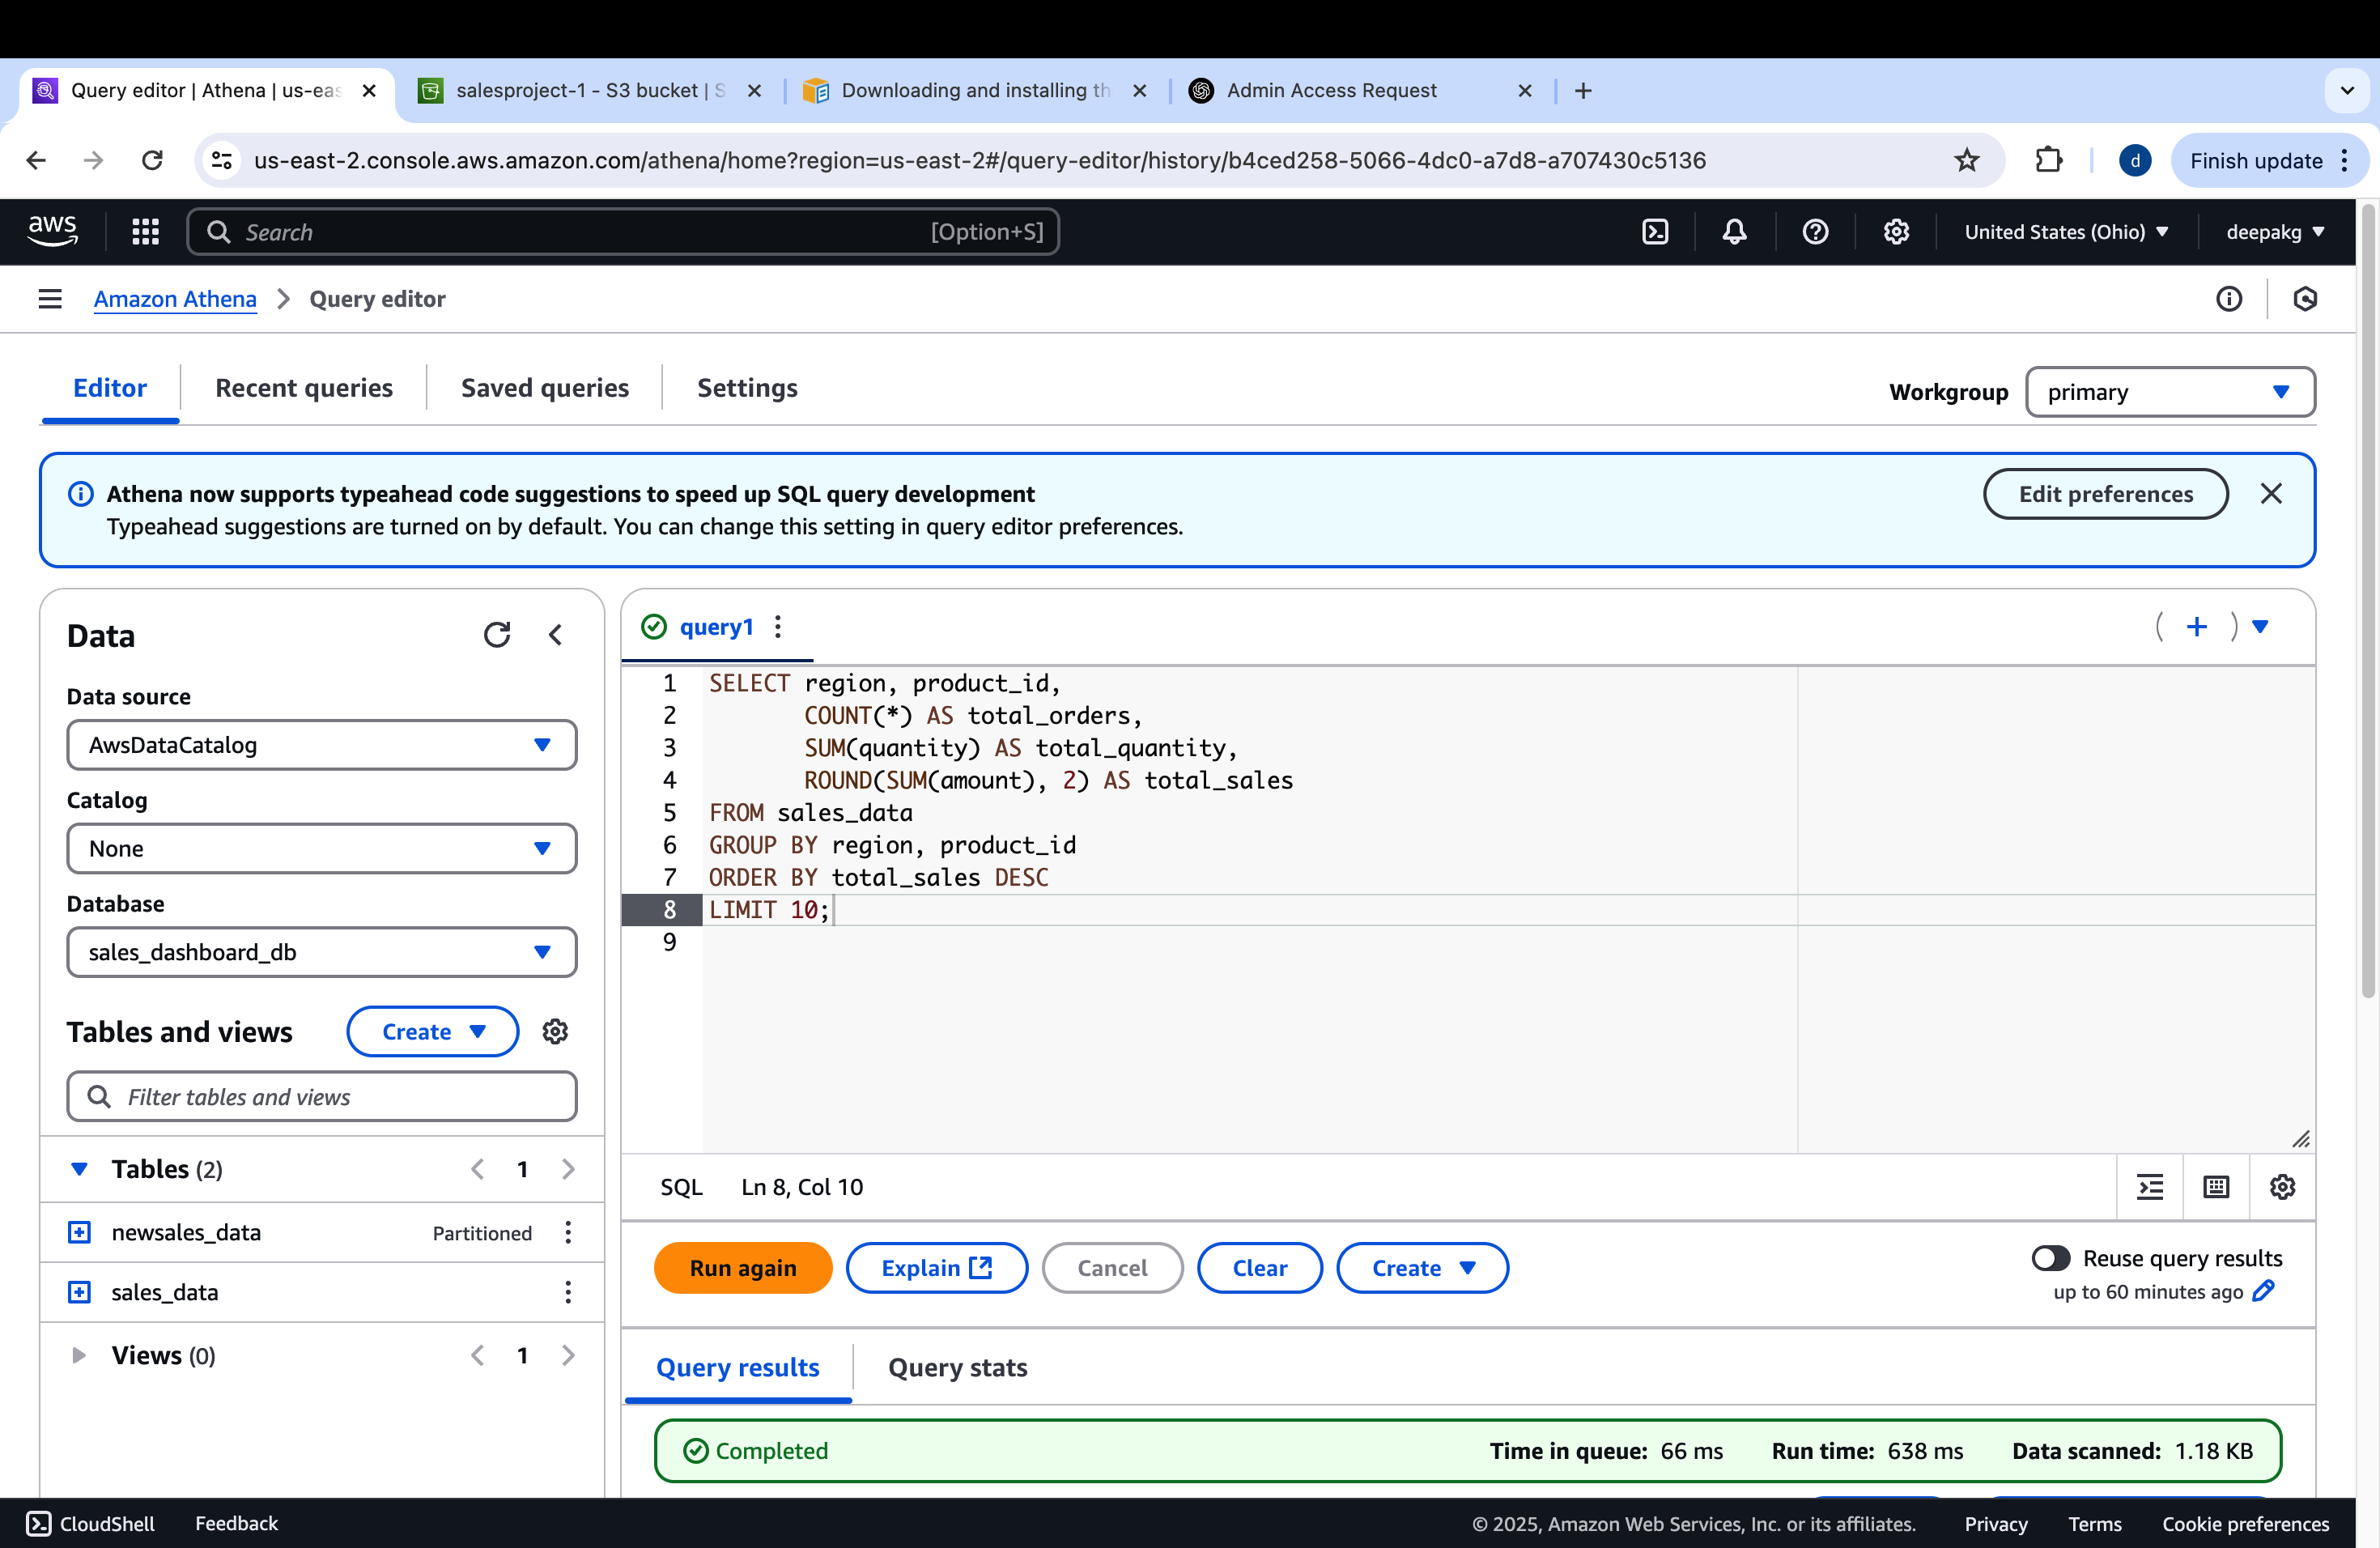 Query editor | Athena | us-eas
salesproject-1 - S3 bucket | S
Downloading and installing th
Admin Access Request
us-east-2.console.aws.amazon.com/athena/home?region=us-east-2#/query-editor/history/b4ced258-5066-4dc0-a7d8-a707430c5136
d
Finish update
aws
Search
[Option+S]
United States (Ohio)
deepakg
Amazon Athena
Query editor
Editor
Recent queries
Saved queries
Settings
Workgroup
primary
Athena now supports typeahead code suggestions to speed up SQL query development
Typeahead suggestions are turned on by default. You can change this setting in query editor preferences.
Edit preferences
Data
Data source
AwsDataCatalog
Catalog
None
Database
sales_dashboard_db
Tables and views
Create
Filter tables and views
Tables (2)
1
newsales_data
Partitioned
sales_data
Views (0)
1
query1
1 SELECT region, product_id,
2 COUNT(*) AS total_orders,
3 SUM(quantity) AS total_quantity,
4 ROUND(SUM(amount), 2) AS total_sales
5 FROM sales_data
6 GROUP BY region, product_id
7 ORDER BY total_sales DESC
8 LIMIT 10;
9
SQL
Ln 8, Col 10
Run again
Explain
Cancel
Clear
Create
Reuse query results
up to 60 minutes ago
Query results
Query stats
Completed
Time in queue: 66 ms
Run time: 638 ms
Data scanned: 1.18 KB
CloudShell
Feedback
© 2025, Amazon Web Services, Inc. or its affiliates.
Privacy
Terms
Cookie preferences